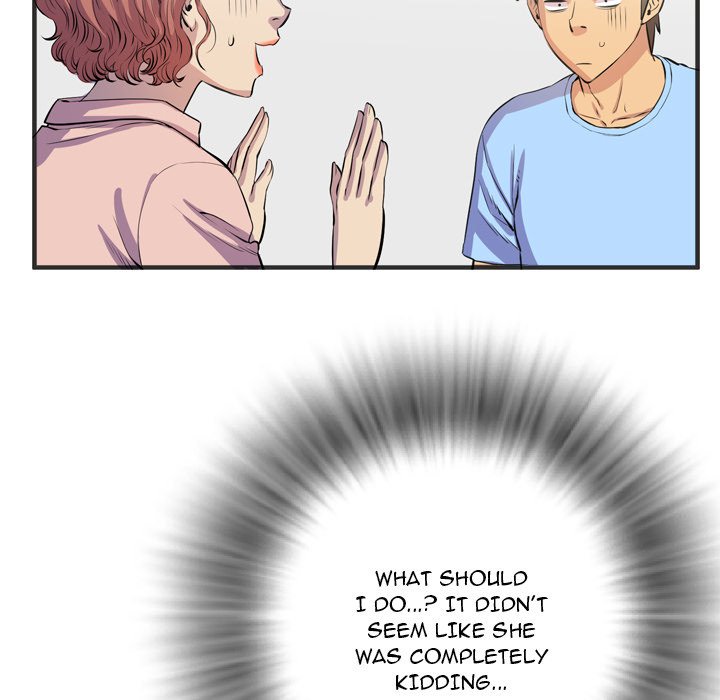 WHAT SHOULD
I DO...? IT DIDN'T
SEEM LIKE SHE
WAS COMPLETELY
KIDDING...